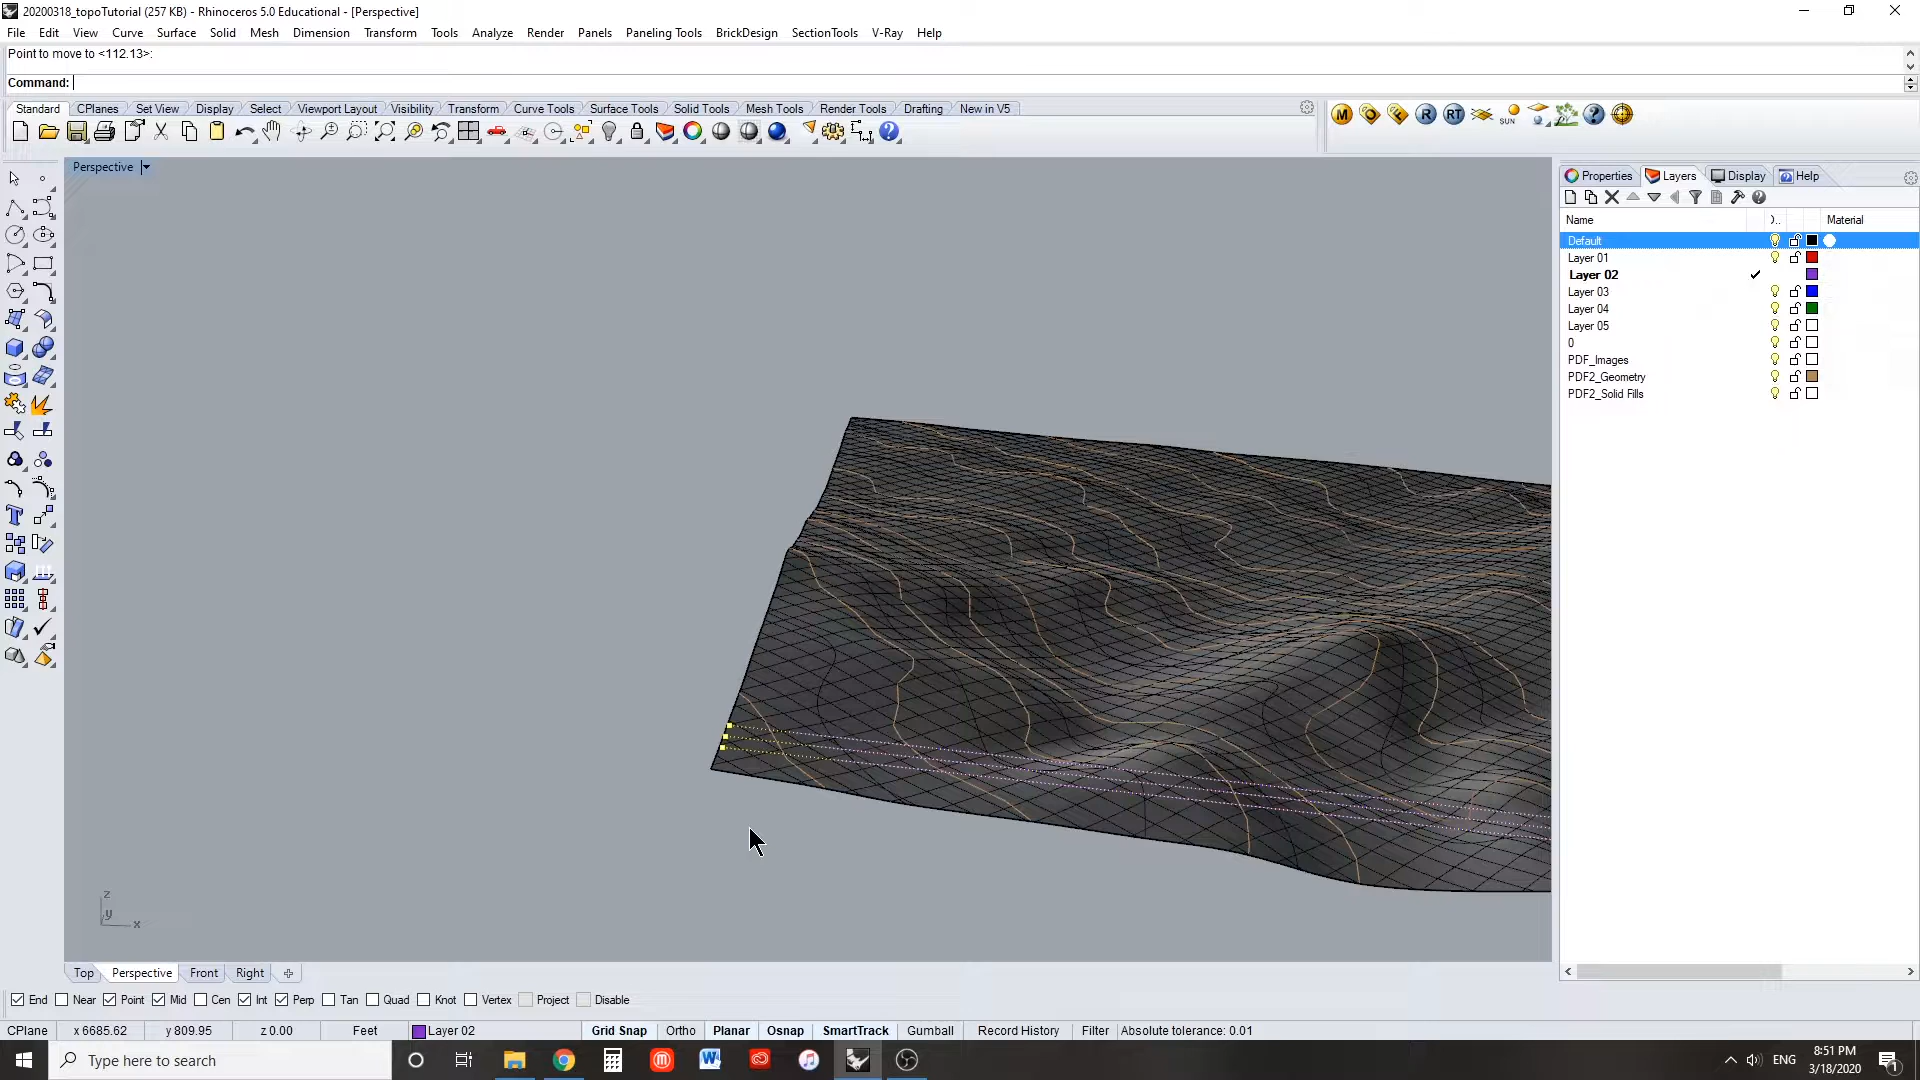 20200318_topoTutorial (257 KB) - Rhinoceros 5.0 Educational - [Perspective]
File Edit View Curve Surface Solid Mesh Dimension Transform Tools Analyze Render Panels Paneling Tools BrickDesign SectionTools V-Ray Help
Point to move to <112.13>:
Command:
Standard CPlanes Set View Display Select Viewport Layout Visibility Transform Curve Tools Surface Tools Solid Tools Mesh Tools Render Tools Drafting New in V5
M R RT SUN
Perspective
Properties Layers Display Help
Name Material
Default
Layer 01
Layer 02
Layer 03
Layer 04
Layer 05
0
PDF_Images
PDF2_Geometry
PDF2_Solid Fills
z
y
x
Top Perspective Front Right
End Near Point Mid Cen Int Perp Tan Quad Knot Vertex Project Disable
CPlane x 6685.62 y 809.95 z 0.00 Feet Layer 02 Grid Snap Ortho Planar Osnap SmartTrack Gumball Record History Filter Absolute tolerance: 0.01
Type here to search
ENG
8:51 PM
3/18/2020